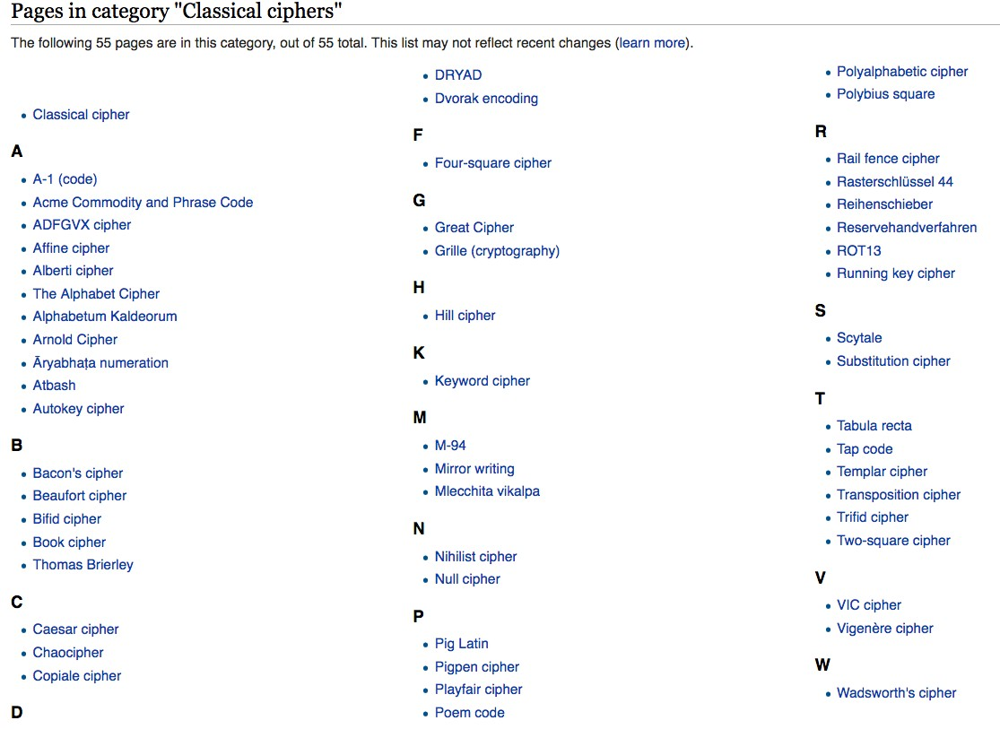 Pages in category "Classical ciphers"
The following 55 pages are in this category, out of 55 total. This list may not reflect recent changes (learn more).
Classical cipher
A
A-1 (code)
Acme Commodity and Phrase Code
ADFGVX cipher
Affine cipher
Alberti cipher
The Alphabet Cipher
Alphabetum Kaldeorum
Arnold Cipher
Āryabhaṭa numeration
Atbash
Autokey cipher
B
Bacon's cipher
Beaufort cipher
Bifid cipher
Book cipher
Thomas Brierley
C
Caesar cipher
Chaocipher
Copiale cipher
D
DRYAD
Dvorak encoding
F
Four-square cipher
G
Great Cipher
Grille (cryptography)
H
Hill cipher
K
Keyword cipher
M
M-94
Mirror writing
Mlecchita vikalpa
N
Nihilist cipher
Null cipher
P
Pig Latin
Pigpen cipher
Playfair cipher
Poem code
Polyalphabetic cipher
Polybius square
R
Rail fence cipher
Rasterschlüssel 44
Reihenschieber
Reservehandverfahren
ROT13
Running key cipher
S
Scytale
Substitution cipher
T
Tabula recta
Tap code
Templar cipher
Transposition cipher
Trifid cipher
Two-square cipher
V
VIC cipher
Vigenère cipher
W
Wadsworth's cipher